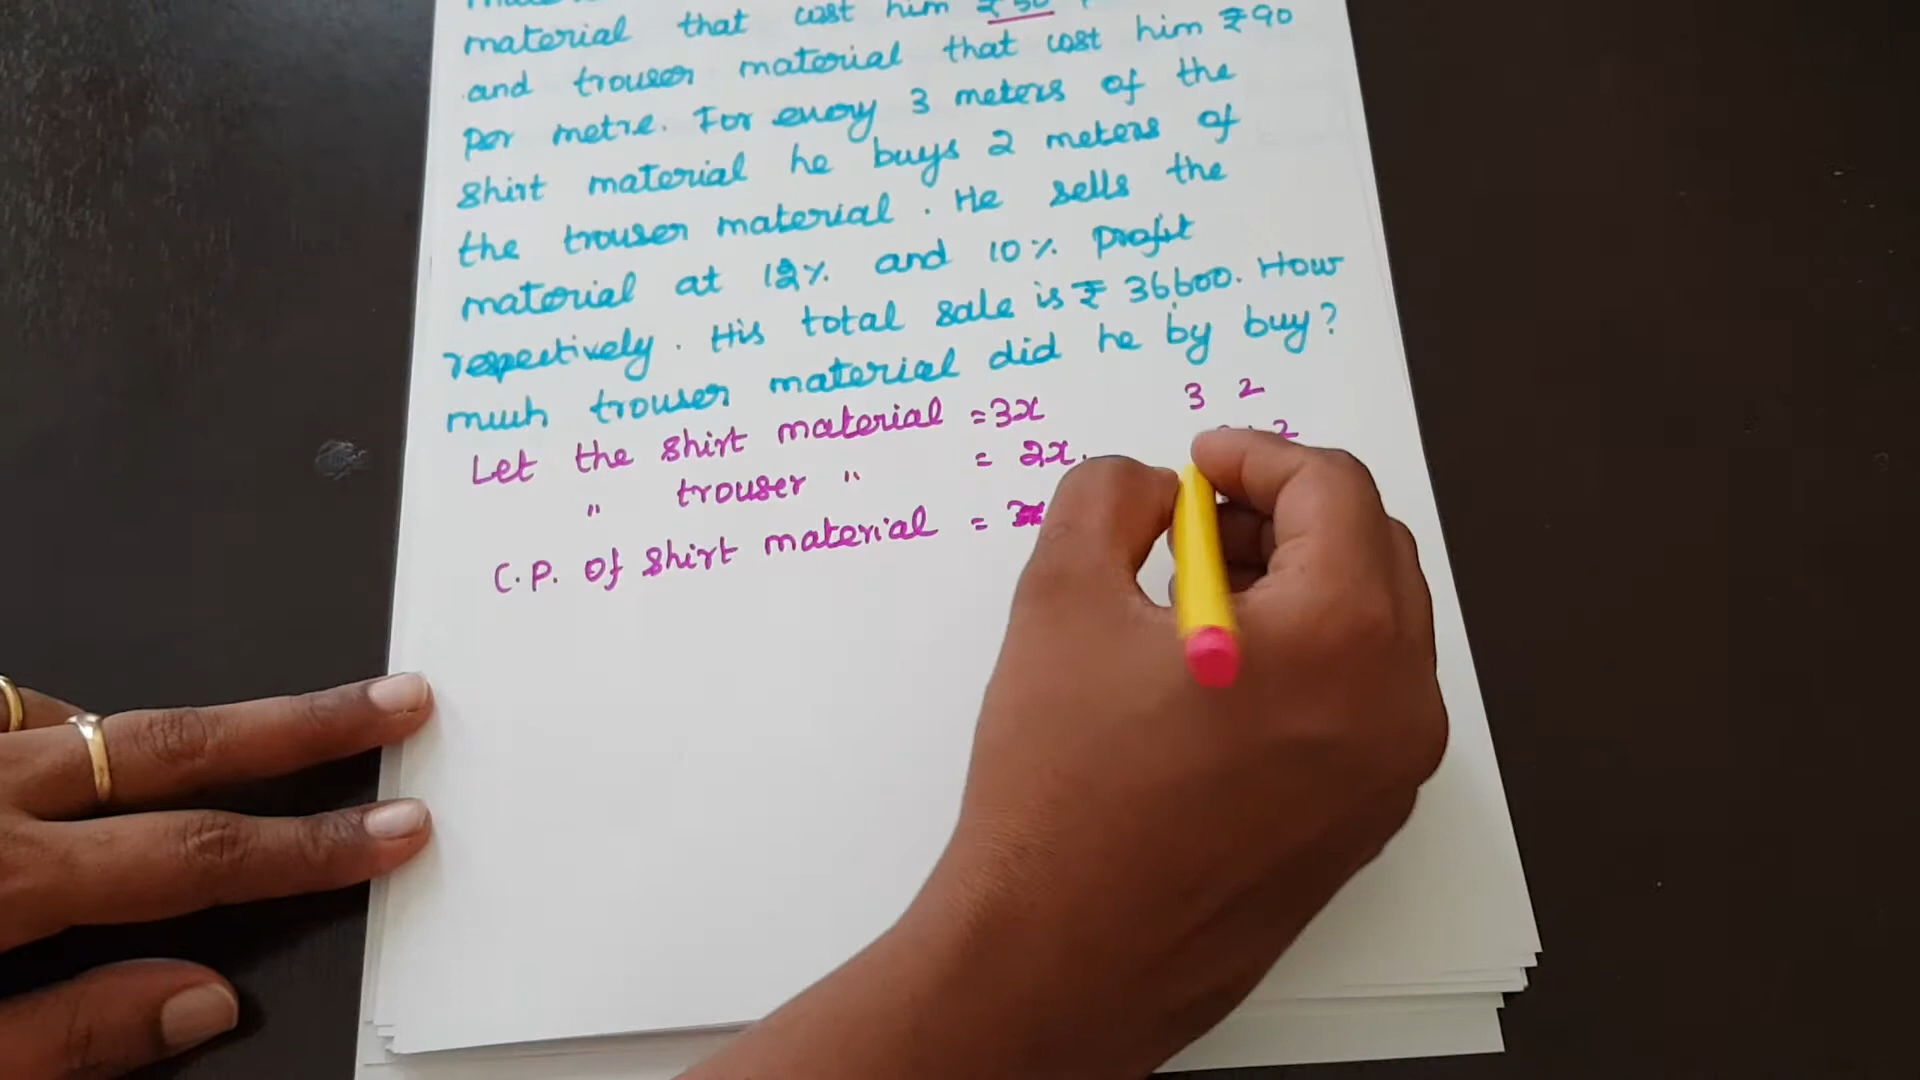 material that cost him ₹50
and trouser material that cost him ₹90
per metre. For every 3 meters of the
shirt material he buys 2 meters of
the trouser material. He sells the
material at 12% and 10% profit
respectively. His total sale is ₹ 36600. How
much trouser material did he by buy?
3 2
Let the shirt material = 3x
" trouser " = 2x.
C.P. of shirt material =